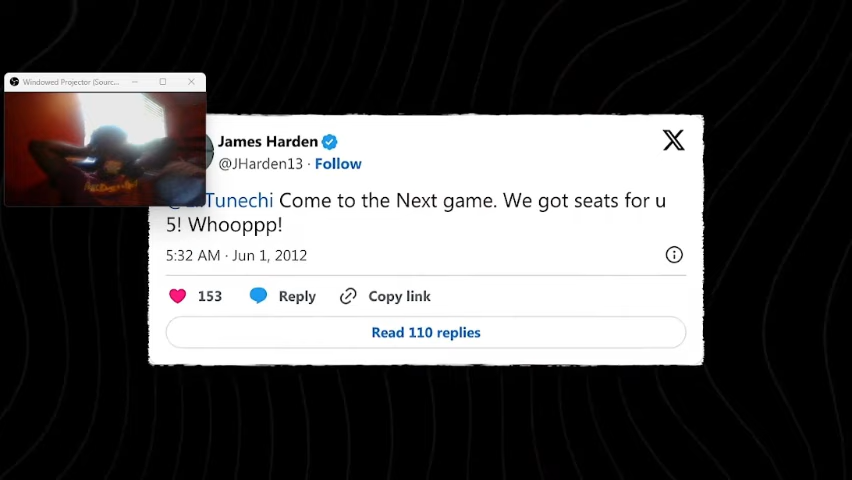 Windowed Projector (Sourc...
James Harden
@JHarden13 · Follow
Tunechi Come to the Next game. We got seats for u
5! Whooppp!
5:32 AM · Jun 1, 2012
153 Reply Copy link
Read 110 replies